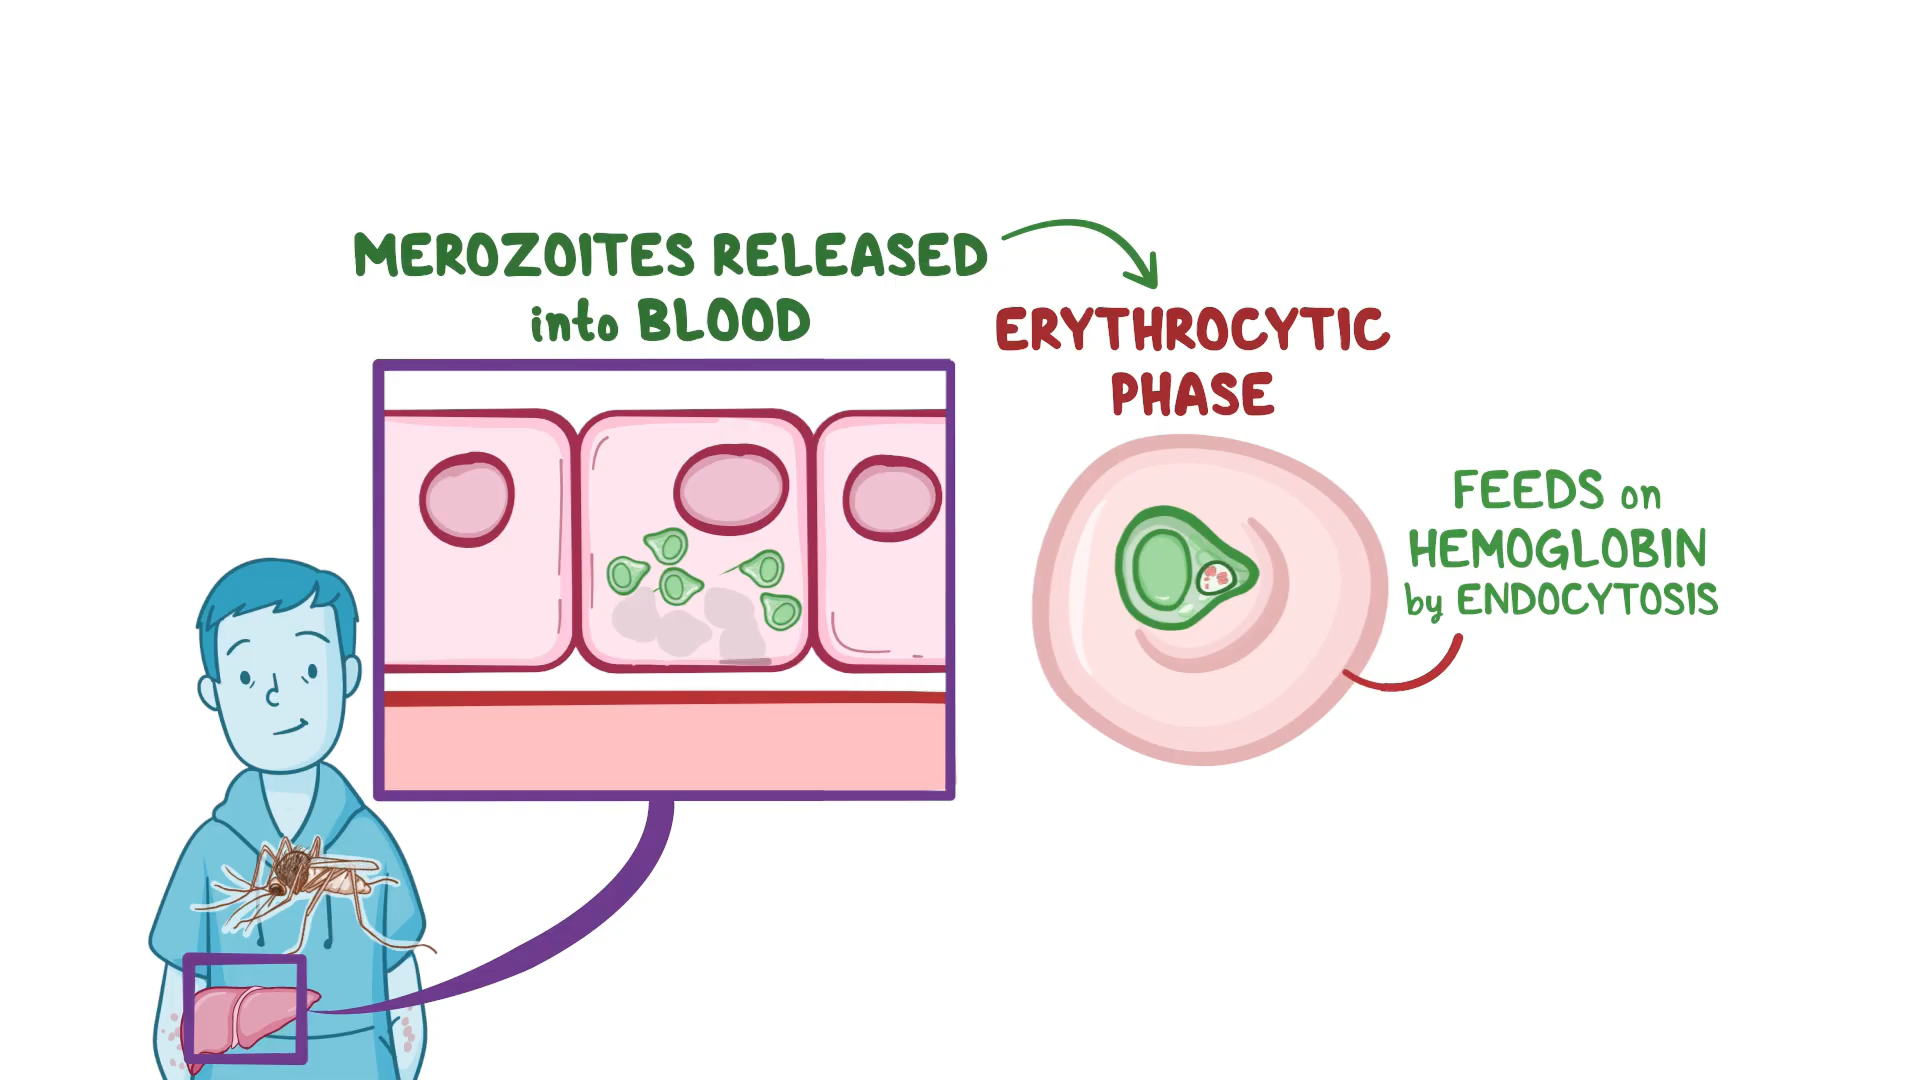 MEROZOITES RELEASED
into BLOOD
ERYTHROCYTIC
PHASE
FEEDS on
HEMOGLOBIN
by ENDOCYTOSIS